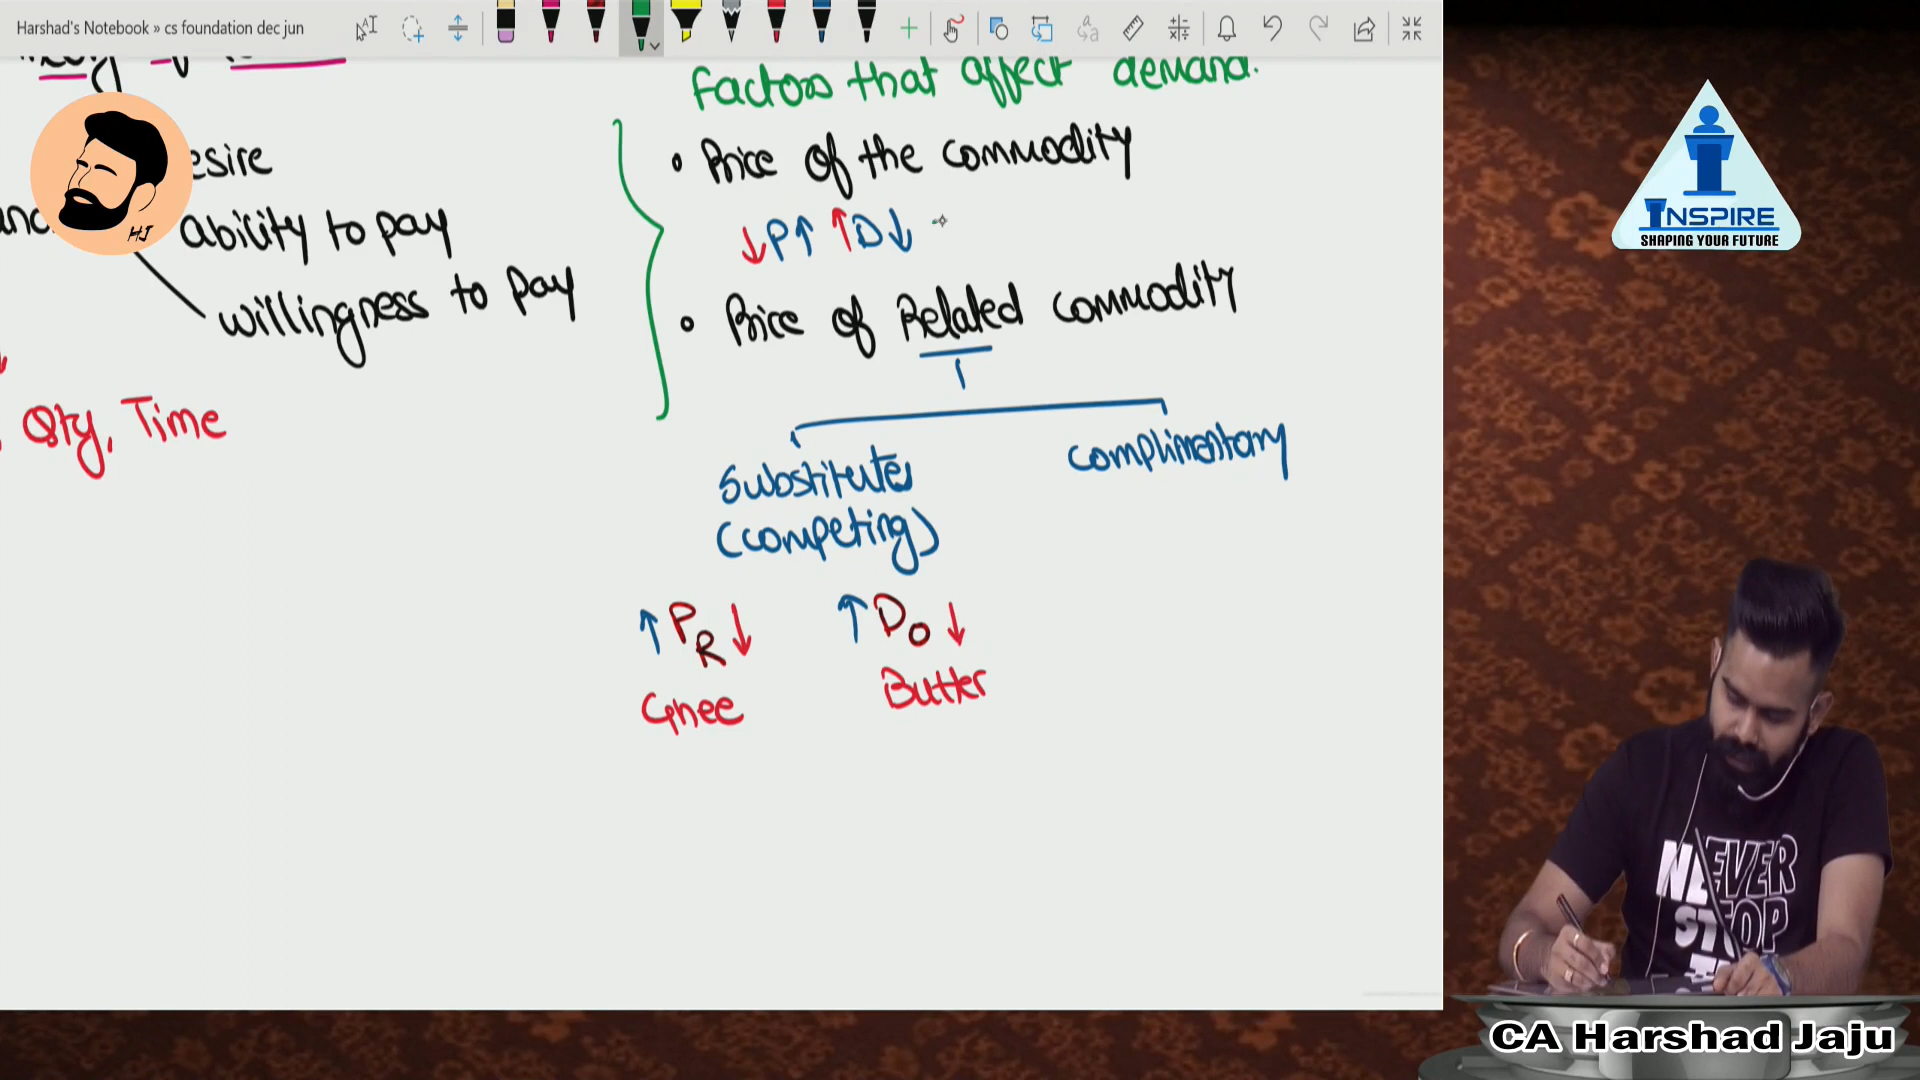 Harshad's Notebook » cs foundation dec jun
factors that affect demand.
esire
ability to pay
willingness to pay
Qty, Time
• Price of the commodity
↓P↑ ↑D↓
• Price of Related commodity
Substitutes
(competing)
complimentary
↑PR↓ ↑Do↓
Ghee Butter
HJ
INSPIRE
SHAPING YOUR FUTURE
NEVER
STOP
CA Harshad Jaju